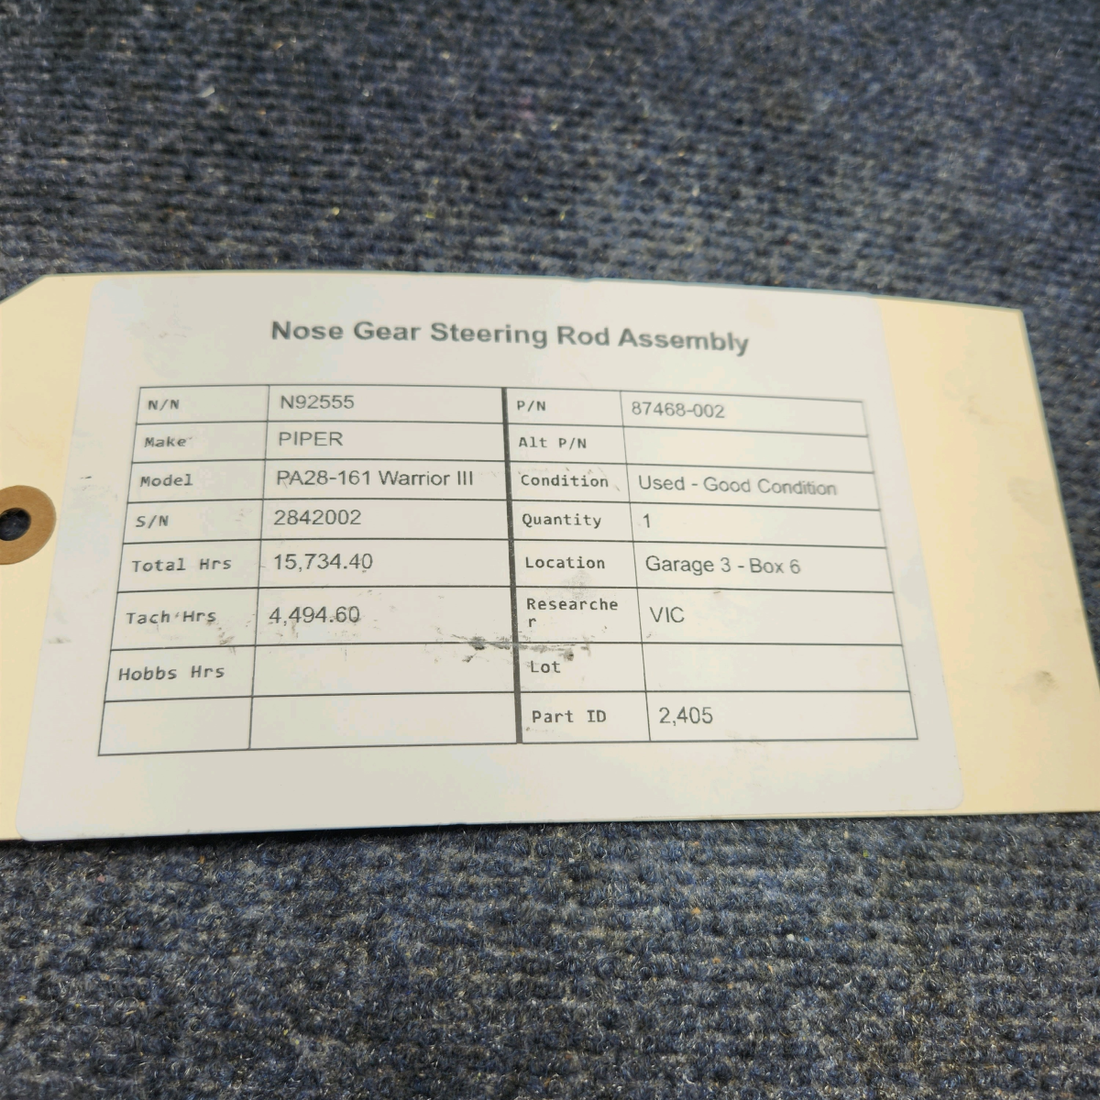 Nose Gear Steering Rod Assembly
N/N N92555 P/N 87468-002
Make PIPER Alt P/N
Model PA28-161 Warrior III Condition Used - Good Condition
S/N 2842002 Quantity 1
Total Hrs 15,734.40 Location Garage 3 - Box 6
Tach Hrs 4,494.60 Researche
r VIC
Hobbs Hrs Lot
Part ID 2,405